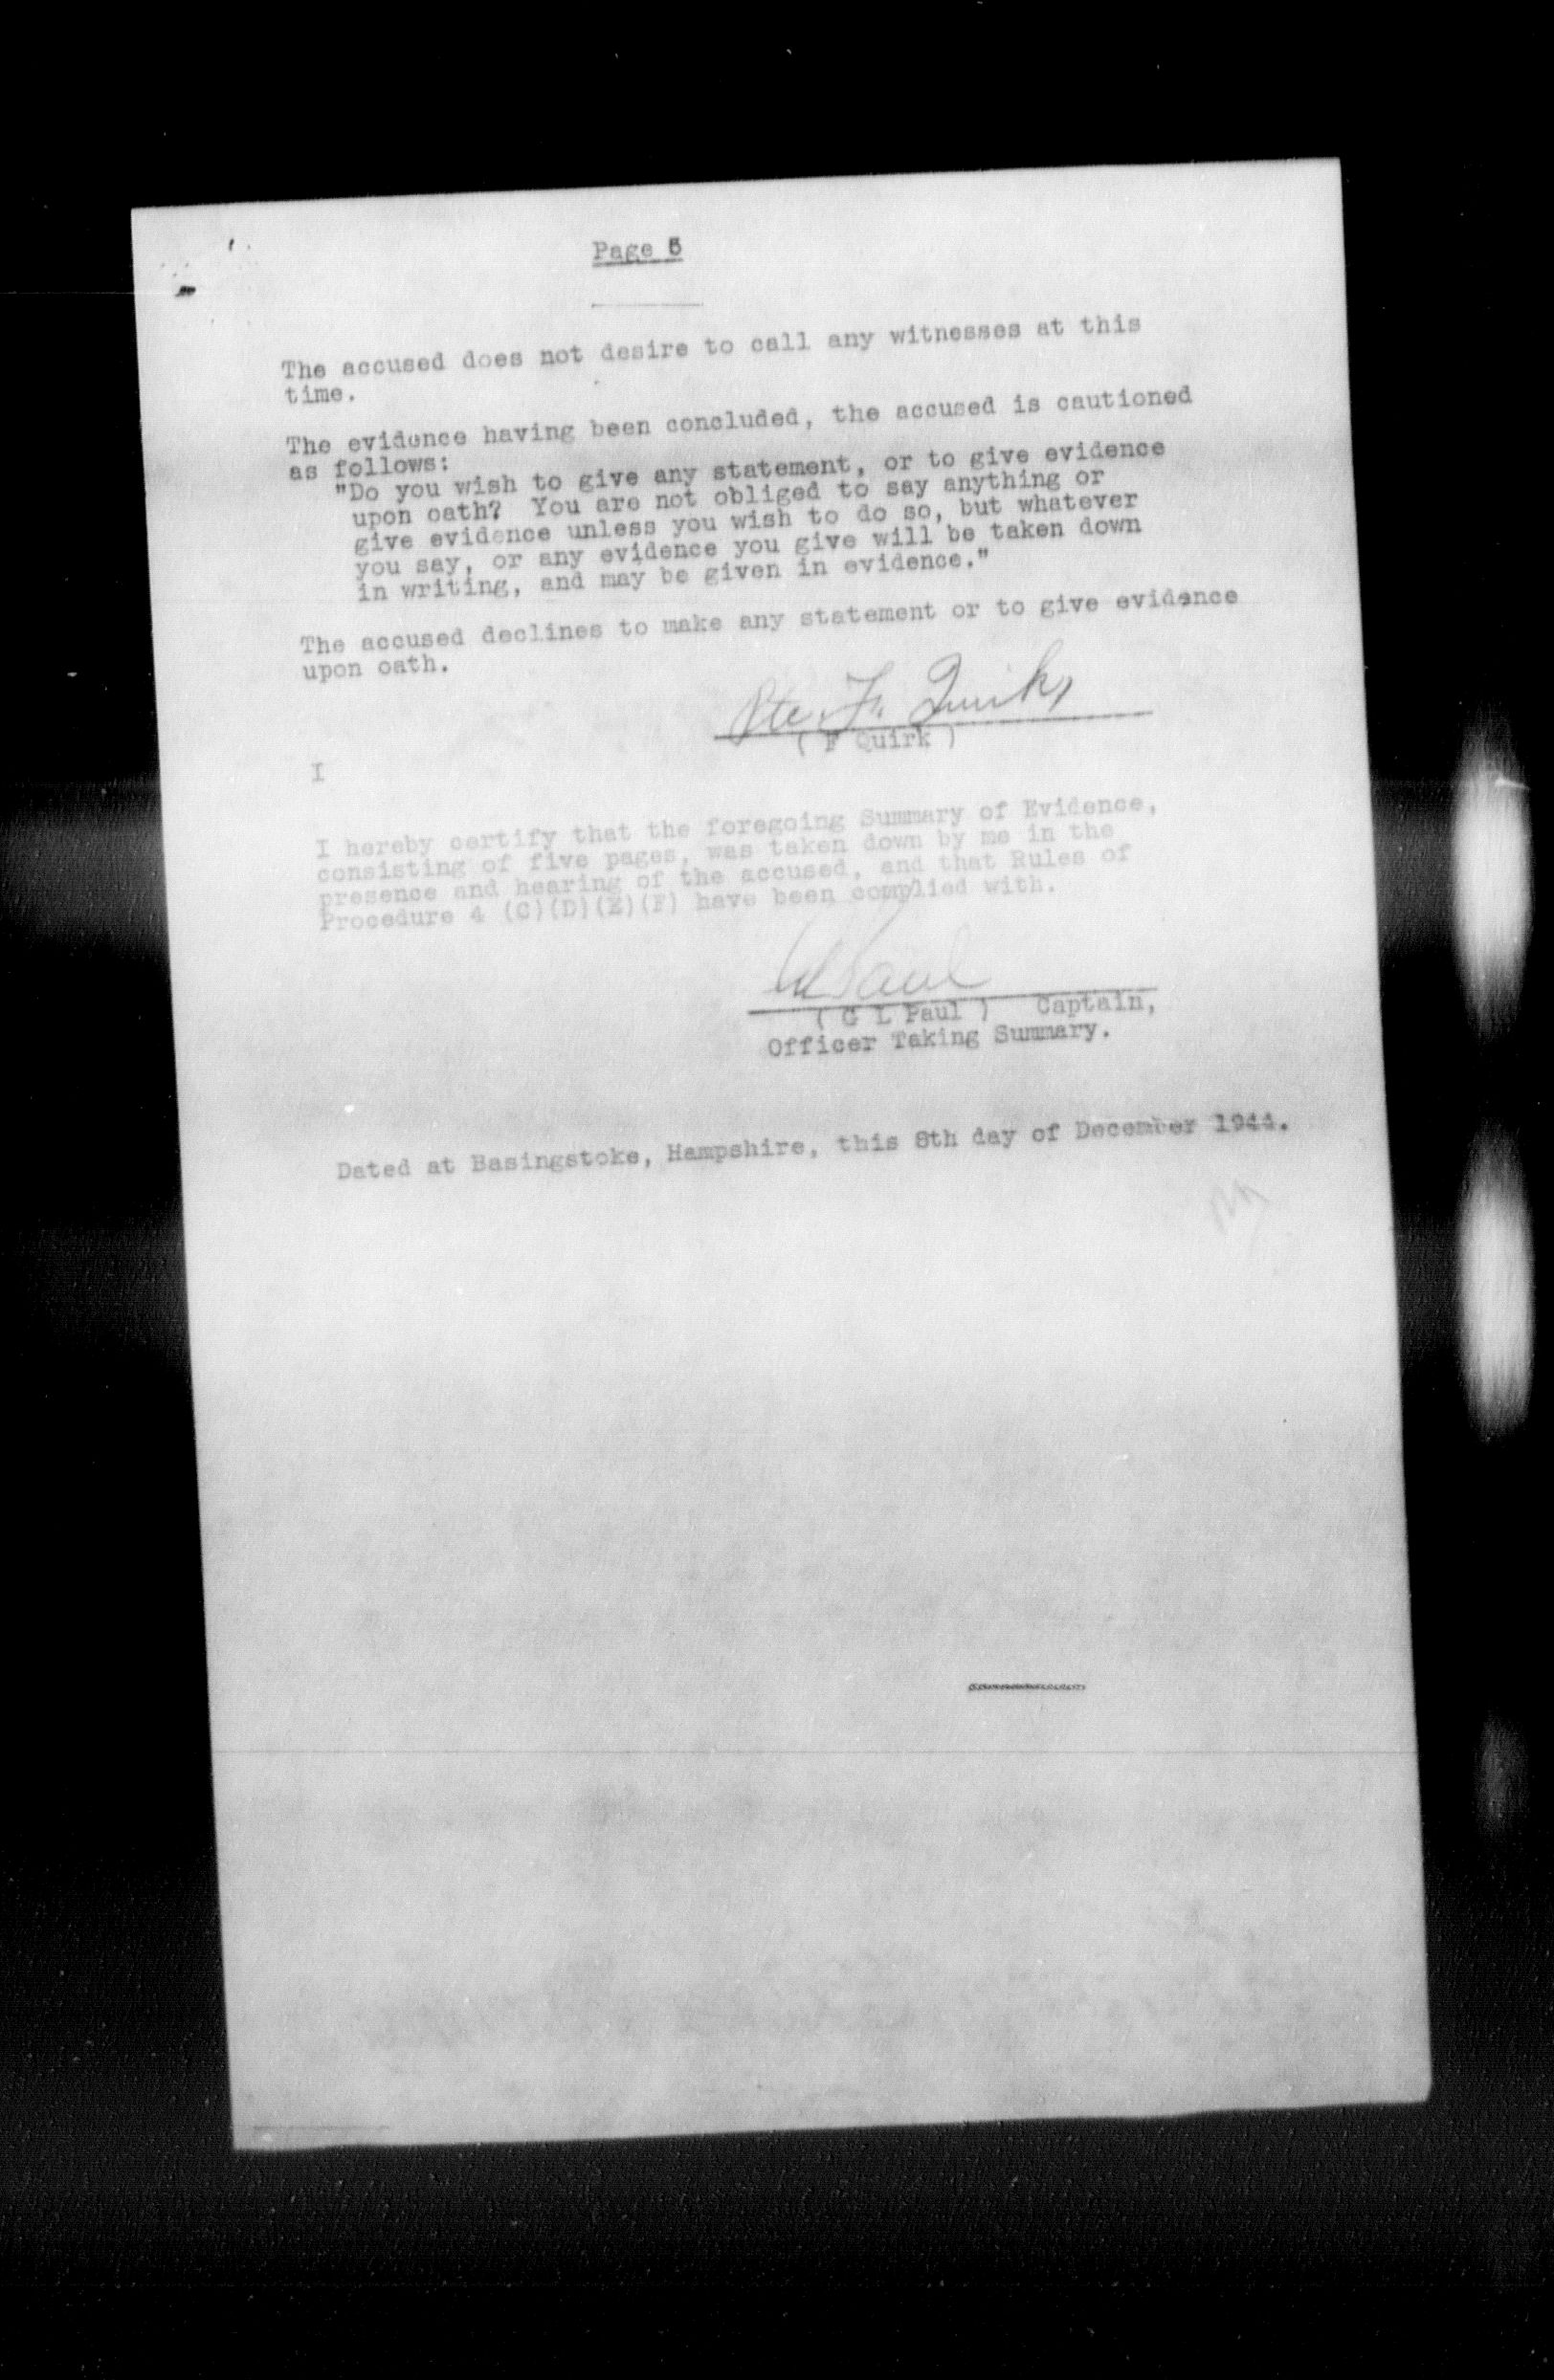 Page 5
The accused does not desire to call any witnesses at this
time.
The evidence having been concluded, the accused is cautioned
as follows:
"Do you wish to give any statement, or to give evidence
upon oath? You are not obliged to say anything or
give evidence unless you wish to do so, but whatever
you say, or any evidence you give will be taken down
in writing, and may be given in evidence."
The accused declines to make any statement or to give evidence
upon oath.
Pte. F. Quirk
( F Quirk )
I
I hereby certify that the foregoing Summary of Evidence,
consisting of five pages, was taken down by me in the
presence and hearing of the accused, and that Rules of
Procedure 4 (C)(D)(E)(F) have been complied with.
GLPaul
( G L Paul ) Captain,
Officer Taking Summary.
Dated at Basingstoke, Hampshire, this 8th day of December 1944.